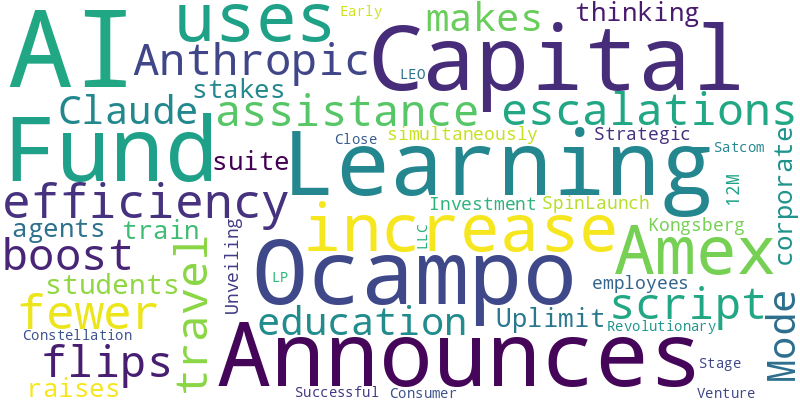 AI uses Capital makes thinking Early
Anthropic LEO
stakes
Claude assistance escalations
Fund Learning simultaneously Strategic
Close
suite Satcom
efficiency increase Investment SpinLaunch 12M corporate
agents train Unveiling LLC Kongsberg
boost travel Ocampo Amex
LP
students employees
fewer education Uplimit script Mode
Constellation Revolutionary
flips Announces Stage
raises Successful Consumer Venture